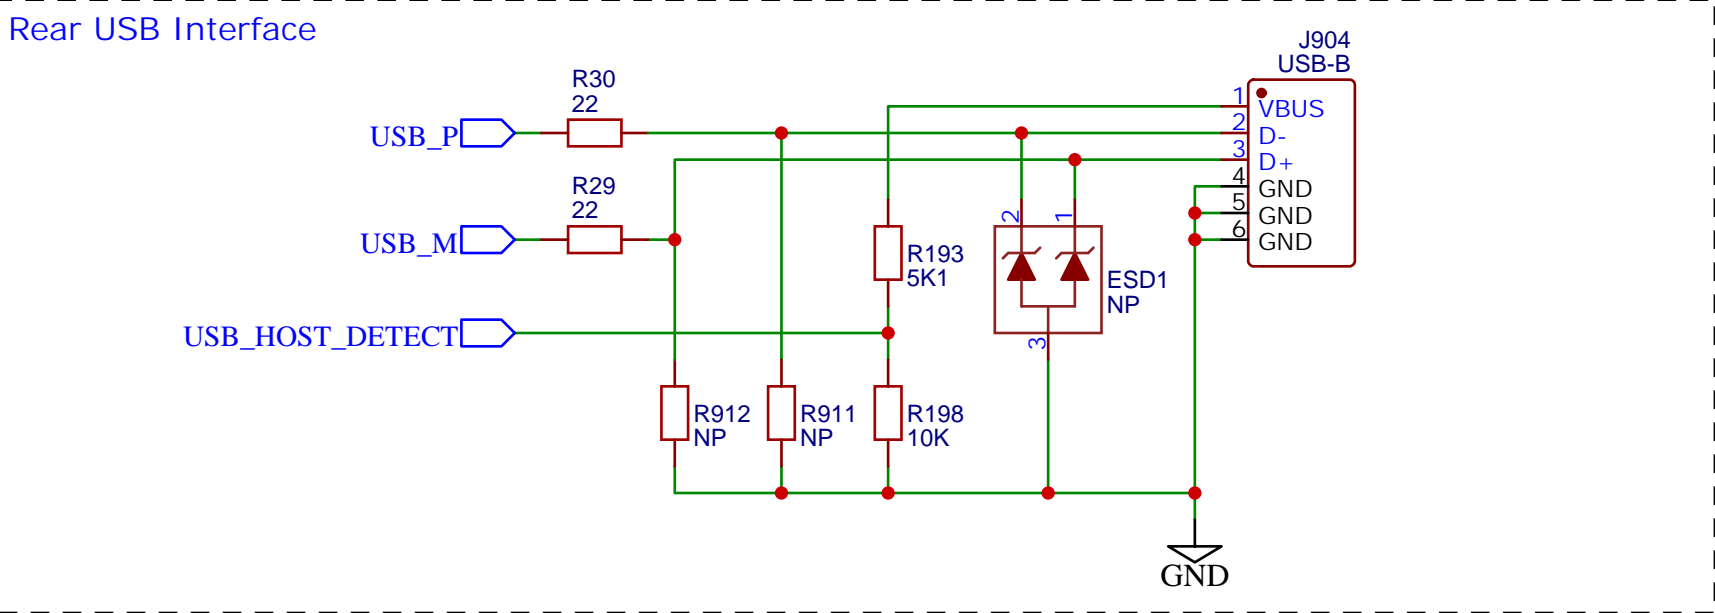 Rear USB Interface
J904
USB-B
R30
22
USB_P
1
VBUS
2
D-
3
D+
4
GND
5
GND
6
GND
R29
22
USB_M
2
1
R193
5K1
ESD1
NP
USB_HOST_DETECT
3
R912
NP
R911
NP
R198
10K
GND